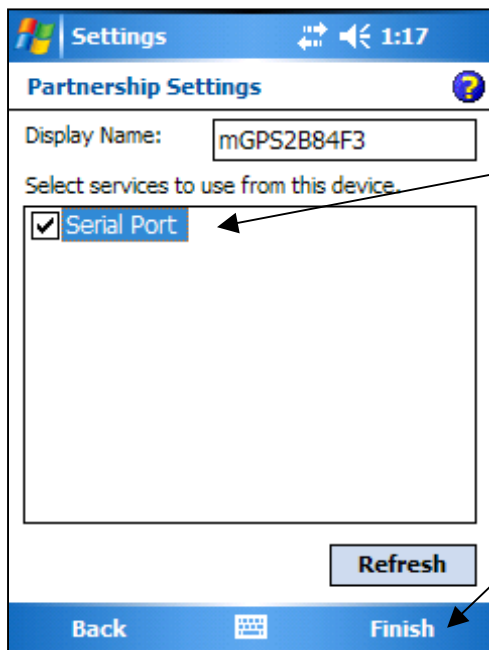 Settings 1:17
Partnership Settings
Display Name: mGPS2B84F3
Select services to use from this device.
Serial Port
Refresh
Back Finish